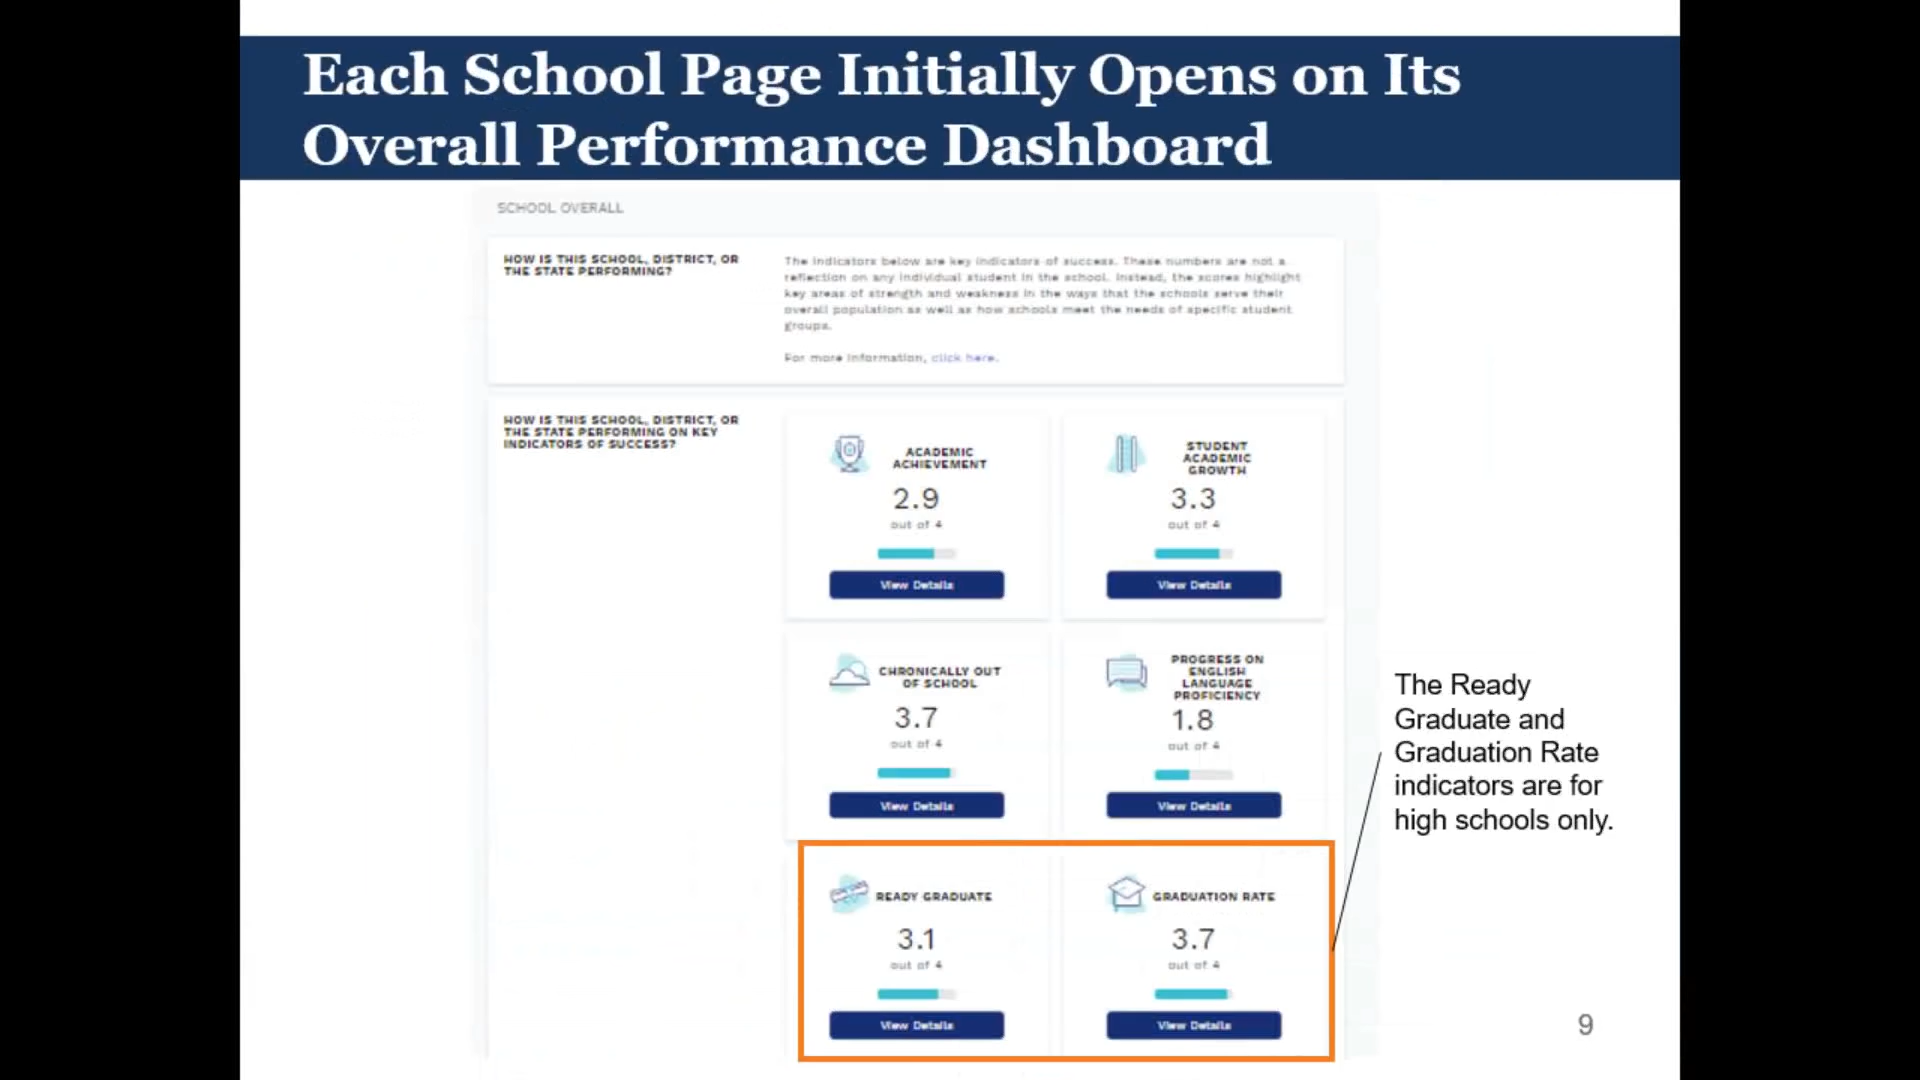 Each School Page Initially Opens on Its
Overall Performance Dashboard
SCHOOL OVERALL
HOW IS THIS SCHOOL, DISTRICT, OR
THE STATE PERFORMING?
The indicators below are key indicators of success. These numbers are not a
reflection on any individual student in the school. Instead, the scores highlight
key areas of strength and weakness in the ways that the schools serve their
overall population as well as how schools meet the needs of specific student
groups.
For more information, click here.
HOW IS THIS SCHOOL, DISTRICT, OR
THE STATE PERFORMING ON KEY
INDICATORS OF SUCCESS?
ACADEMIC
ACHIEVEMENT
2.9
out of 4
View Details
STUDENT
ACADEMIC
GROWTH
3.3
out of 4
View Details
CHRONICALLY OUT
OF SCHOOL
3.7
out of 4
View Details
PROGRESS ON
ENGLISH
LANGUAGE
PROFICIENCY
1.8
out of 4
View Details
READY GRADUATE
3.1
out of 4
View Details
GRADUATION RATE
3.7
out of 4
View Details
The Ready
Graduate and
Graduation Rate
indicators are for
high schools only.
9